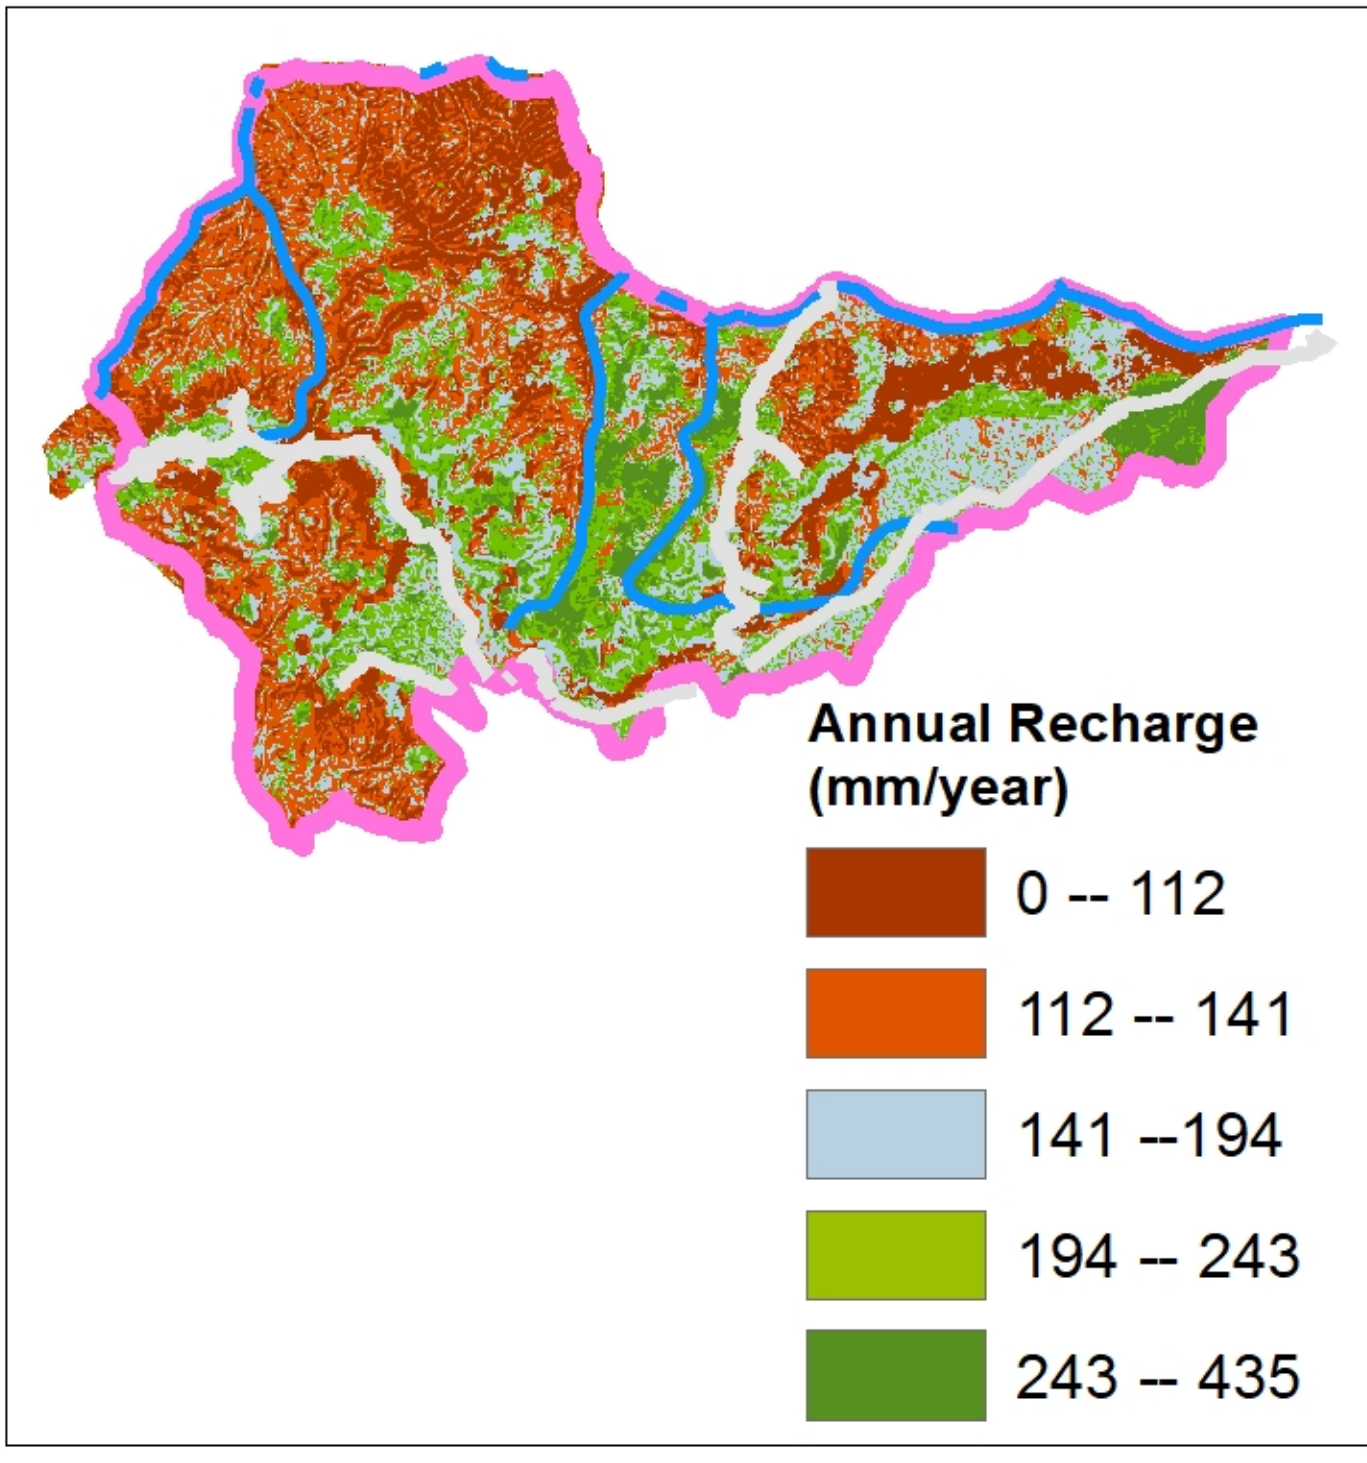 Annual Recharge
(mm/year)
0 -- 112
112 -- 141
141 --194
194 -- 243
243 -- 435